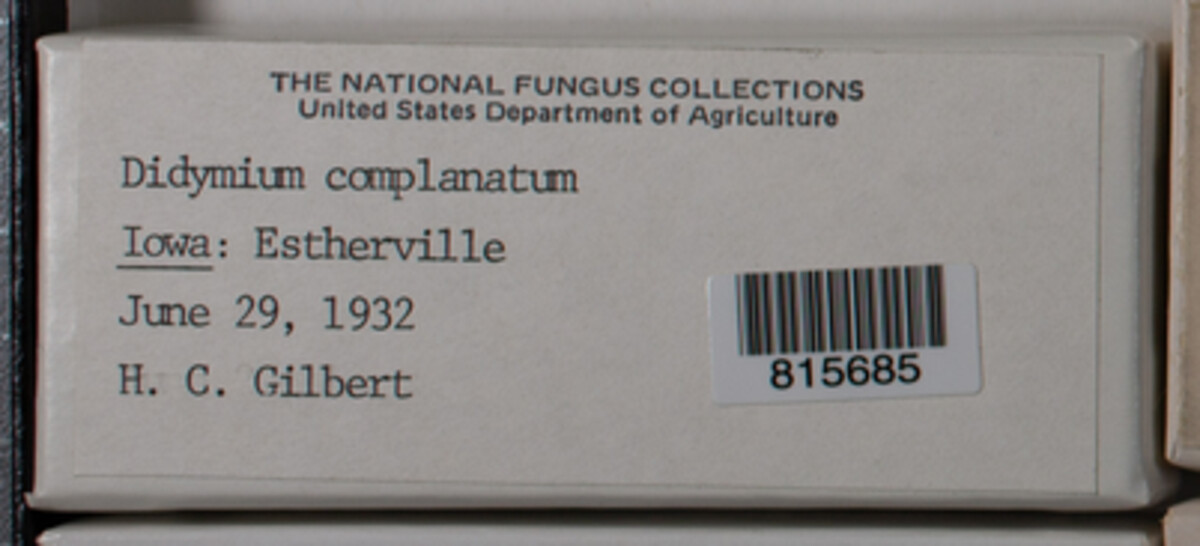 THE NATIONAL FUNGUS COLLECTIONS
United States Department of Agriculture
Didymium complanatum
Iowa: Estherville
June 29, 1932
H. C. Gilbert
815685